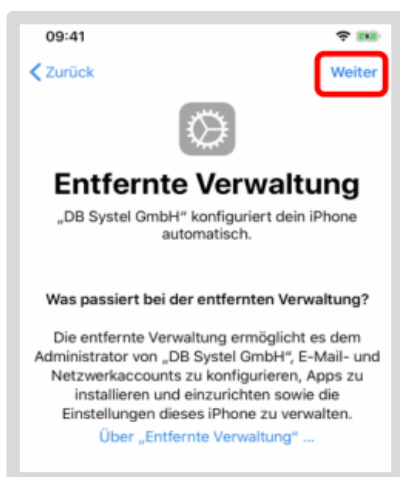 09:41
Zurück
Weiter
Entfernte Verwaltung
„DB Systel GmbH“ konfiguriert dein iPhone
automatisch.
Was passiert bei der entfernten Verwaltung?
Die entfernte Verwaltung ermöglicht es dem
Administrator von „DB Systel GmbH“, E-Mail- und
Netzwerkaccounts zu konfigurieren, Apps zu
installieren und einzurichten sowie die
Einstellungen dieses iPhone zu verwalten.
Über „Entfernte Verwaltung“ ...